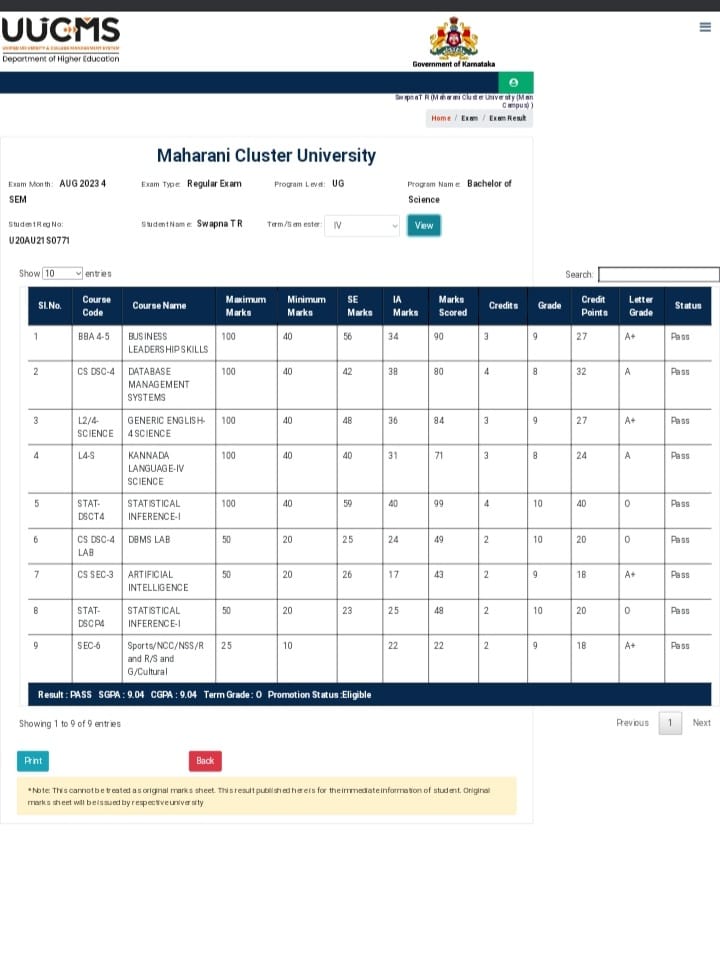 UUCMS
UNIFIED UNIVERSITY & COLLEGE MANAGEMENT SYSTEM
Department of Higher Education
Government of Karnataka
Swapna T R (Maharani Cluster University (Main
Campus) )
Home / Exam / Exam Result
Maharani Cluster University
Exam Month: AUG 2023 4 SEM
Exam Type: Regular Exam
Program Level: UG
Program Name: Bachelor of Science
Student Reg No: U20AU21S0771
Student Name: Swapna T R
Term/Semester: IV
View
Show 10 entries
Search:
Sl.No. Course Code Course Name Maximum Marks Minimum Marks SE Marks IA Marks Marks Scored Credits Grade Credit Points Letter Grade Status
1 BBA 4-5 BUSINESS LEADERSHIP SKILLS 100 40 56 34 90 3 9 27 A+ Pass
2 CS DSC-4 DATABASE MANAGEMENT SYSTEMS 100 40 42 38 80 4 8 32 A Pass
3 L2/4-SCIENCE GENERIC ENGLISH-4 SCIENCE 100 40 48 36 84 3 9 27 A+ Pass
4 L4-S KANNADA LANGUAGE-IV SCIENCE 100 40 40 31 71 3 8 24 A Pass
5 STAT-DSCT4 STATISTICAL INFERENCE-I 100 40 59 40 99 4 10 40 O Pass
6 CS DSC-4 LAB DBMS LAB 50 20 25 24 49 2 10 20 O Pass
7 CS SEC-3 ARTIFICIAL INTELLIGENCE 50 20 26 17 43 2 9 18 A+ Pass
8 STAT-DSCP4 STATISTICAL INFERENCE-I 50 20 23 25 48 2 10 20 O Pass
9 SEC-6 Sports/NCC/NSS/R and R/S and G/Cultural 25 10 22 22 2 9 18 A+ Pass
Result : PASS SGPA : 9.04 CGPA : 9.04 Term Grade : O Promotion Status :Eligible
Showing 1 to 9 of 9 entries
Previous 1 Next
Print
Back
*Note: This cannot be treated as original marks sheet. This result published here is for the immediate information of student. Original
marks sheet will be issued by respective university